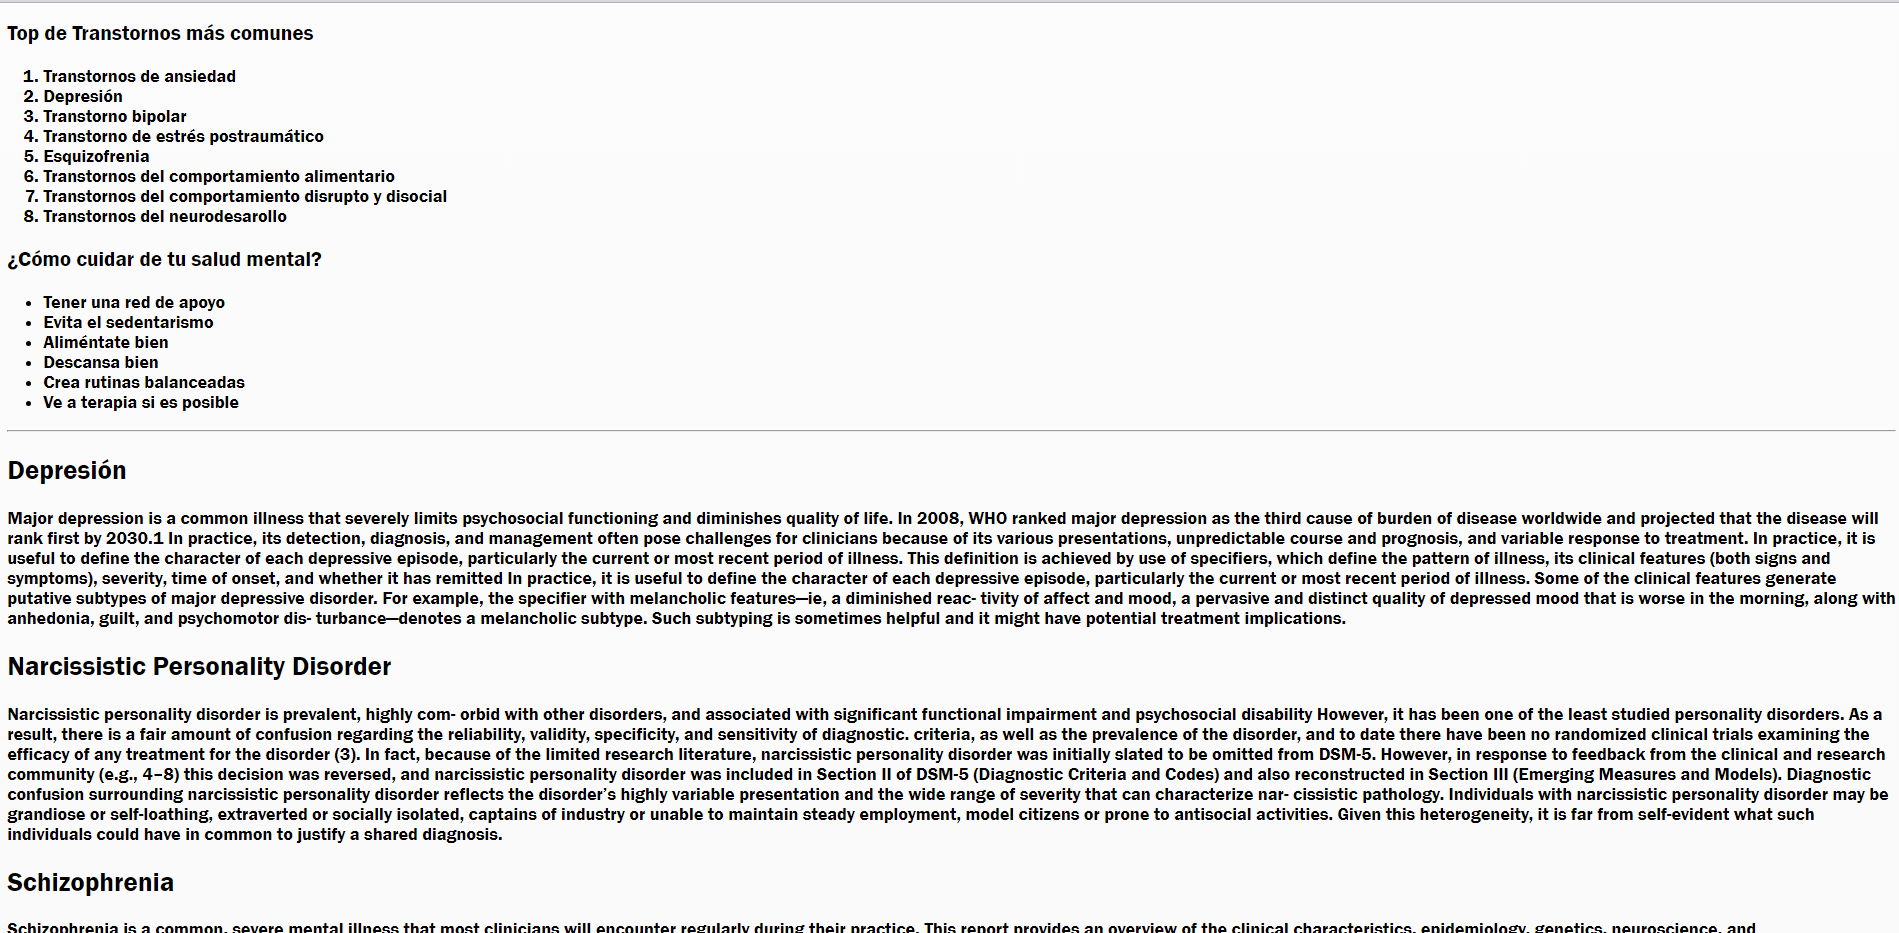 Top de Transtornos más comunes
1. Transtornos de ansiedad
2. Depresión
3. Transtorno bipolar
4. Transtorno de estrés postraumático
5. Esquizofrenia
6. Transtornos del comportamiento alimentario
7. Transtornos del comportamiento disrupto y disocial
8. Transtornos del neurodesarollo
¿Cómo cuidar de tu salud mental?
• Tener una red de apoyo
• Evita el sedentarismo
• Aliméntate bien
• Descansa bien
• Crea rutinas balanceadas
• Ve a terapia si es posible
Depresión
Major depression is a common illness that severely limits psychosocial functioning and diminishes quality of life. In 2008, WHO ranked major depression as the third cause of burden of disease worldwide and projected that the disease will
rank first by 2030.1 In practice, its detection, diagnosis, and management often pose challenges for clinicians because of its various presentations, unpredictable course and prognosis, and variable response to treatment. In practice, it is
useful to define the character of each depressive episode, particularly the current or most recent period of illness. This definition is achieved by use of specifiers, which define the pattern of illness, its clinical features (both signs and
symptoms), severity, time of onset, and whether it has remitted In practice, it is useful to define the character of each depressive episode, particularly the current or most recent period of illness. Some of the clinical features generate
putative subtypes of major depressive disorder. For example, the specifier with melancholic features—ie, a diminished reac- tivity of affect and mood, a pervasive and distinct quality of depressed mood that is worse in the morning, along with
anhedonia, guilt, and psychomotor dis- turbance—denotes a melancholic subtype. Such subtyping is sometimes helpful and it might have potential treatment implications.
Narcissistic Personality Disorder
Narcissistic personality disorder is prevalent, highly com- orbid with other disorders, and associated with significant functional impairment and psychosocial disability However, it has been one of the least studied personality disorders. As a
result, there is a fair amount of confusion regarding the reliability, validity, specificity, and sensitivity of diagnostic. criteria, as well as the prevalence of the disorder, and to date there have been no randomized clinical trials examining the
efficacy of any treatment for the disorder (3). In fact, because of the limited research literature, narcissistic personality disorder was initially slated to be omitted from DSM-5. However, in response to feedback from the clinical and research
community (e.g., 4–8) this decision was reversed, and narcissistic personality disorder was included in Section II of DSM-5 (Diagnostic Criteria and Codes) and also reconstructed in Section III (Emerging Measures and Models). Diagnostic
confusion surrounding narcissistic personality disorder reflects the disorder’s highly variable presentation and the wide range of severity that can characterize nar- cissistic pathology. Individuals with narcissistic personality disorder may be
grandiose or self-loathing, extraverted or socially isolated, captains of industry or unable to maintain steady employment, model citizens or prone to antisocial activities. Given this heterogeneity, it is far from self-evident what such
individuals could have in common to justify a shared diagnosis.
Schizophrenia
Schizophrenia is a common, severe mental illness that most clinicians will encounter regularly during their practice. This report provides an overview of the clinical characteristics, epidemiology, genetics, neuroscience, and